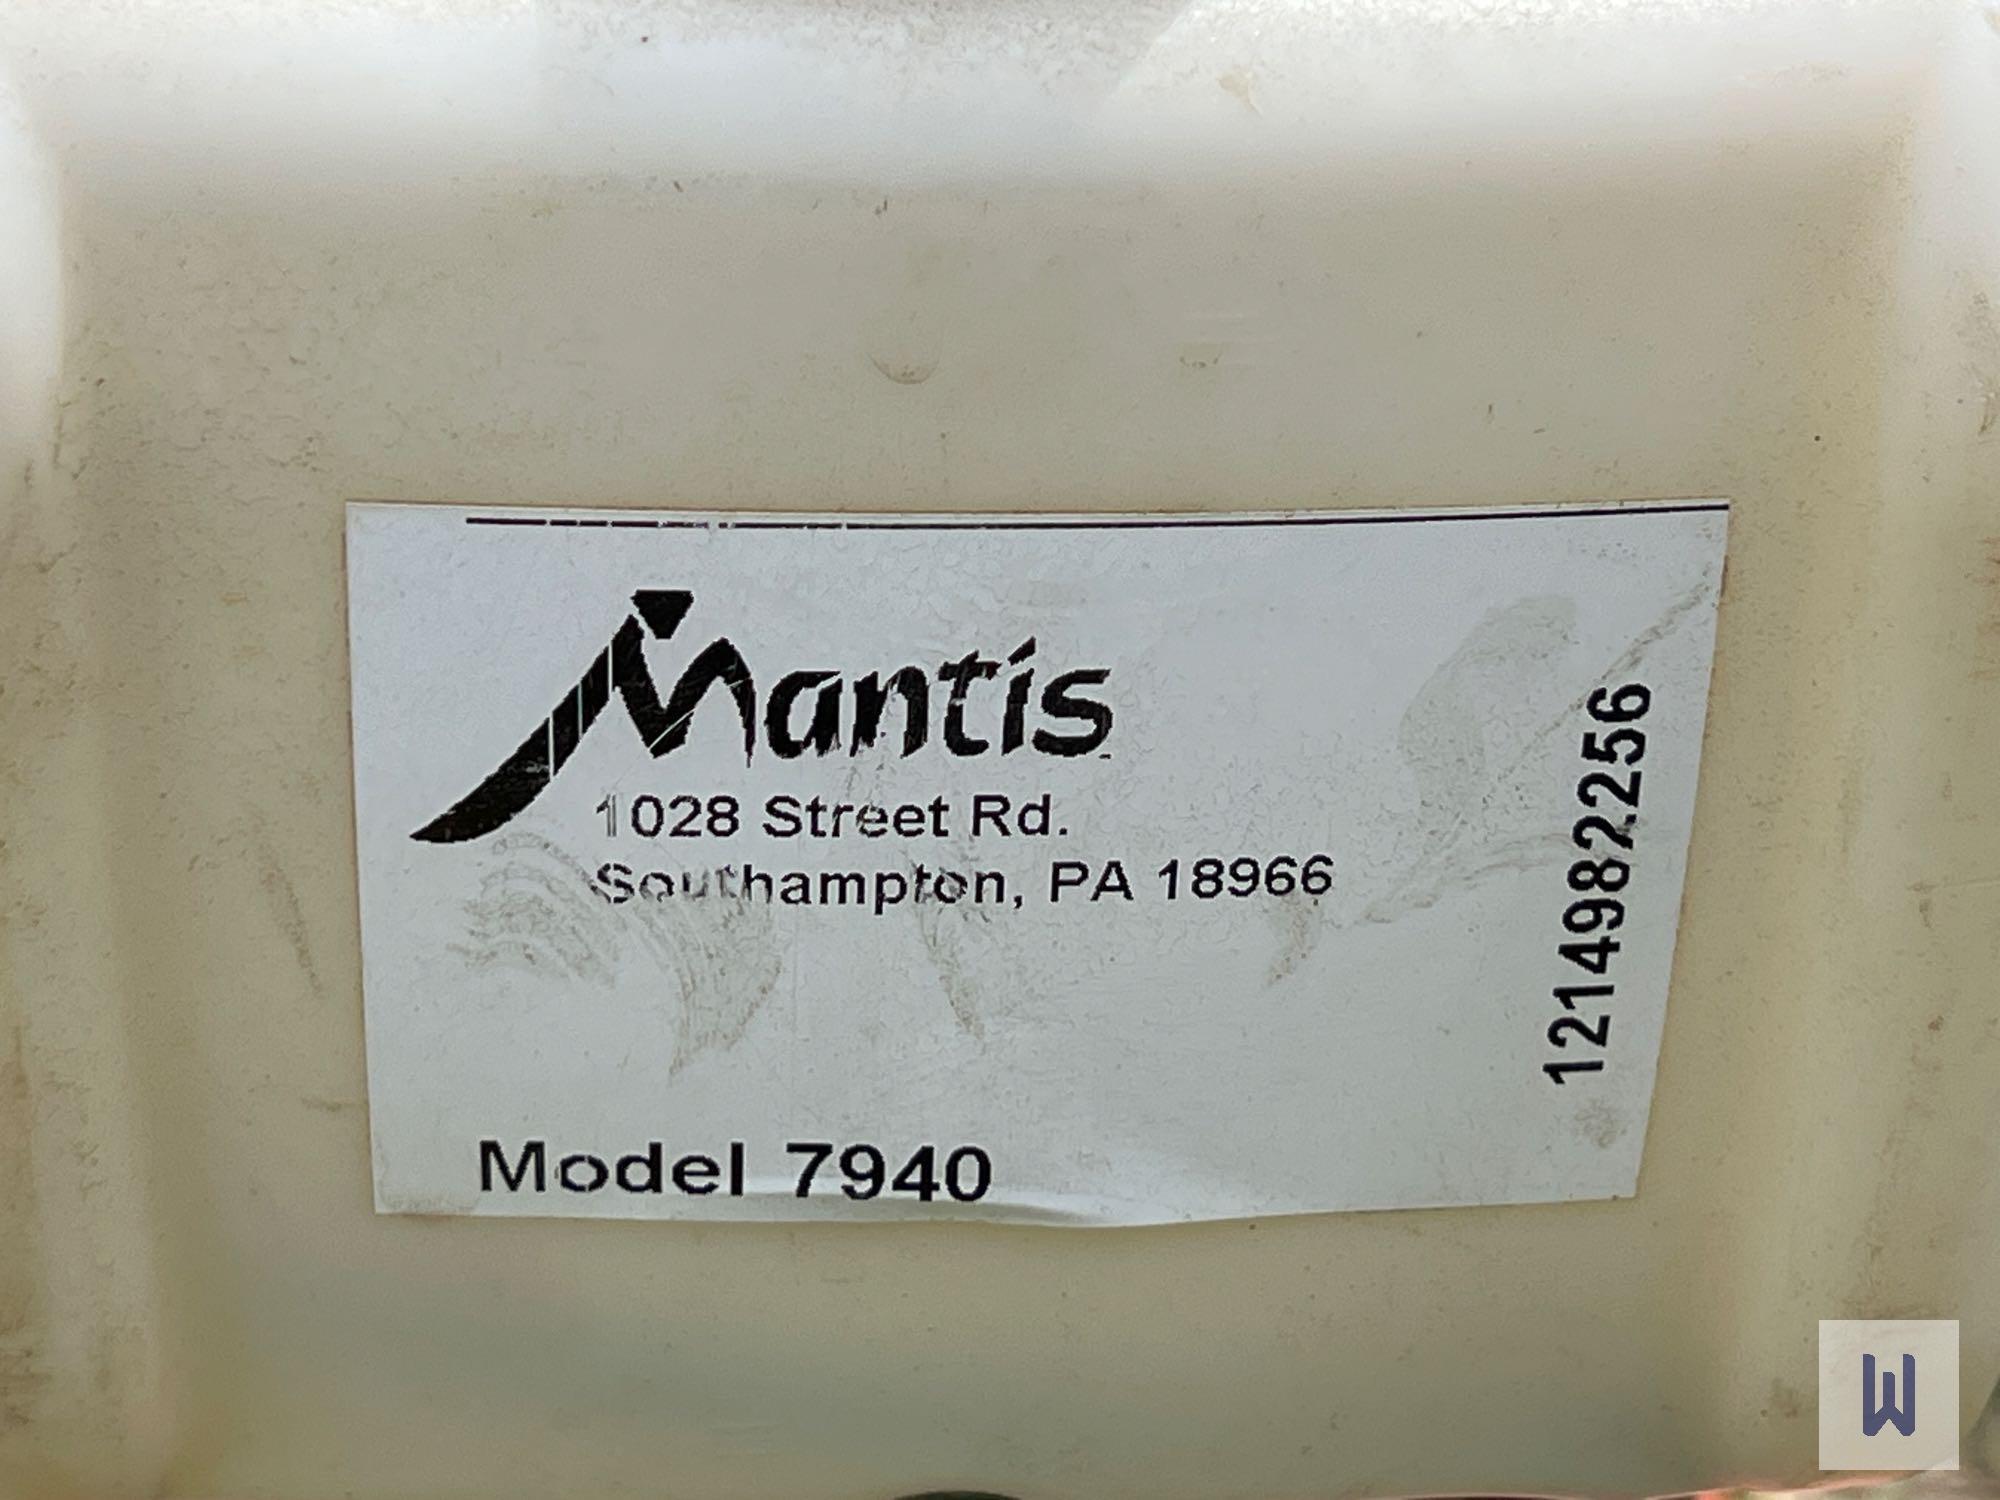 Mantis
1028 Street Rd.
Southampton, PA 18966
Model 7940
1214982256
W